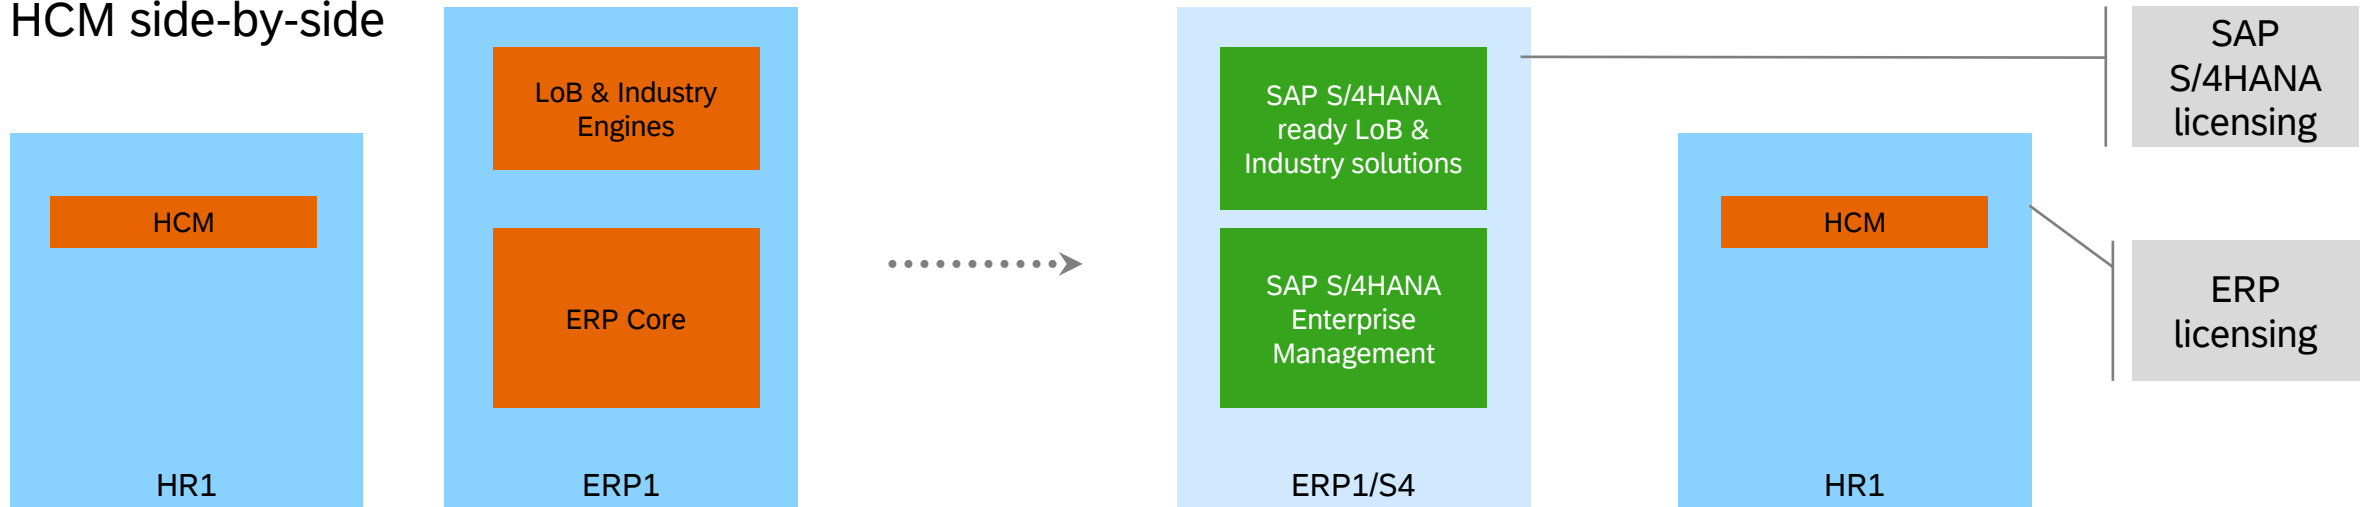 HCM side-by-side
HCM
HR1
LoB & Industry
Engines
ERP Core
ERP1
SAP S/4HANA
ready LoB &
Industry solutions
SAP S/4HANA
Enterprise
Management
ERP1/S4
HCM
HR1
SAP
S/4HANA
licensing
ERP
licensing